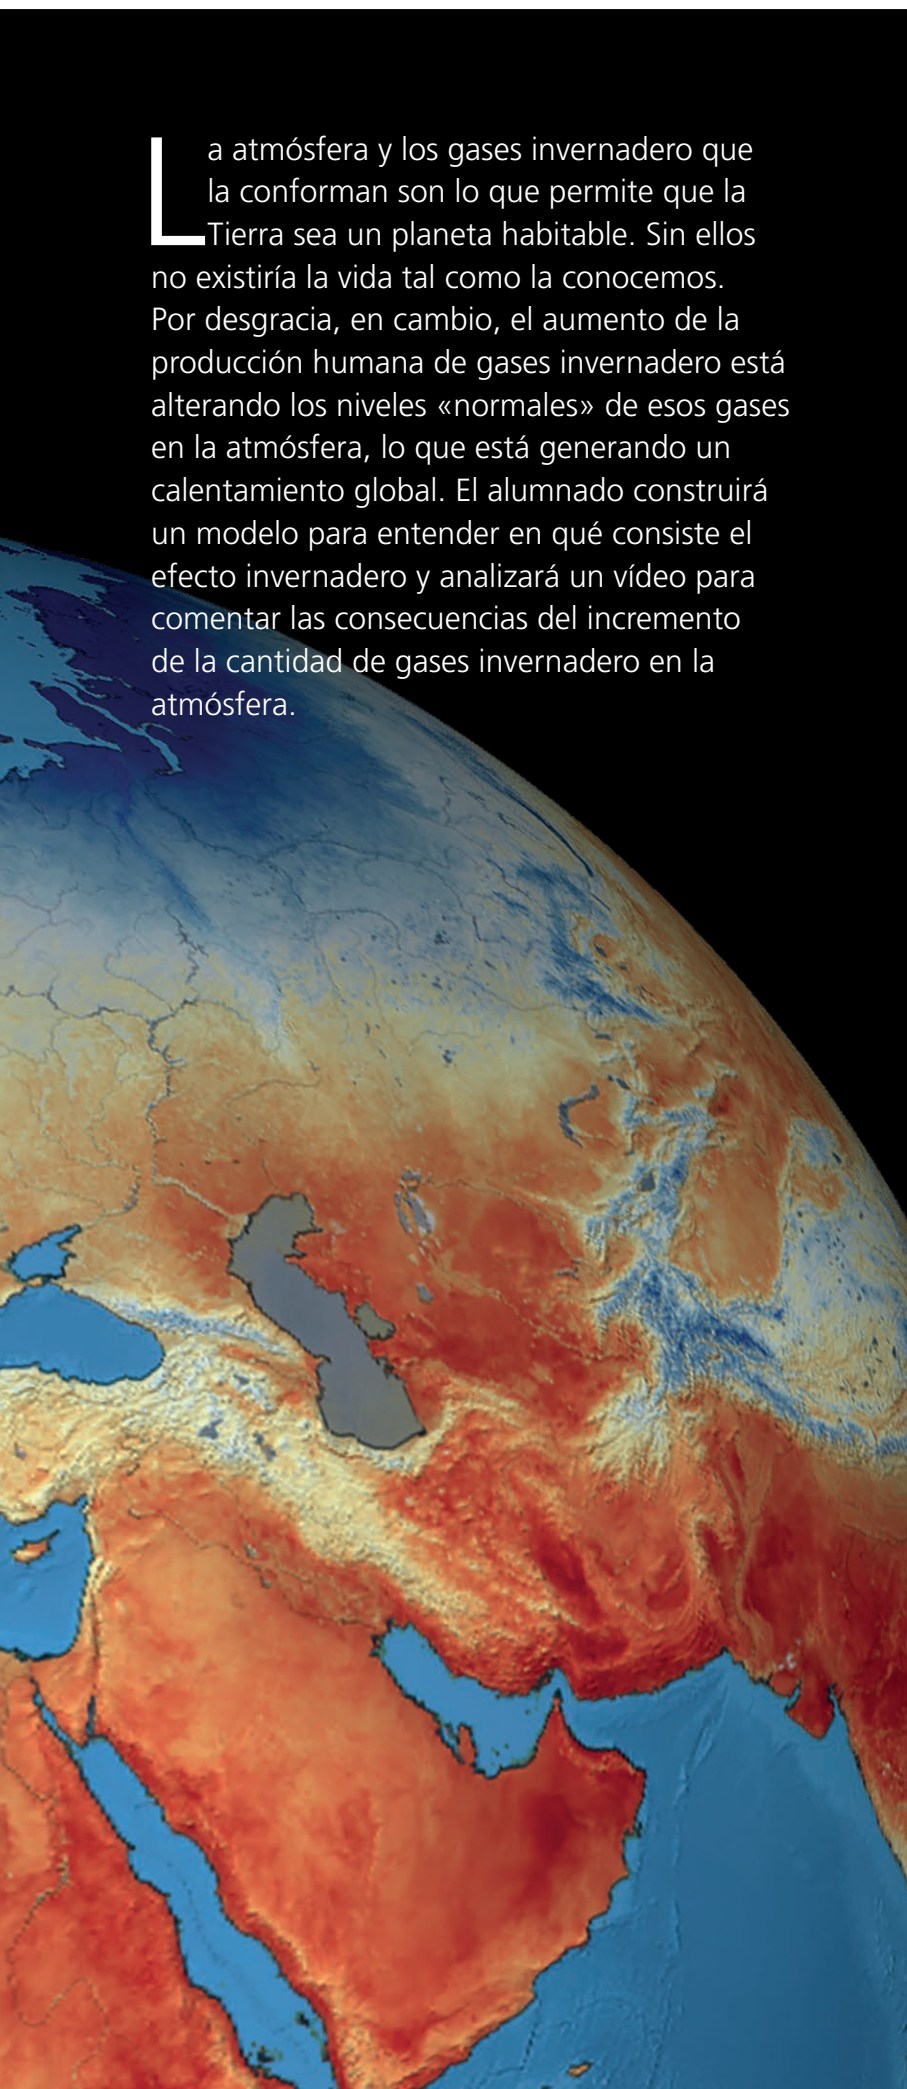 La atmósfera y los gases invernadero que
la conforman son lo que permite que la
Tierra sea un planeta habitable. Sin ellos
no existiría la vida tal como la conocemos.
Por desgracia, en cambio, el aumento de la
producción humana de gases invernadero está
alterando los niveles «normales» de esos gases
en la atmósfera, lo que está generando un
calentamiento global. El alumnado construirá
un modelo para entender en qué consiste el
efecto invernadero y analizará un vídeo para
comentar las consecuencias del incremento
de la cantidad de gases invernadero en la
atmósfera.